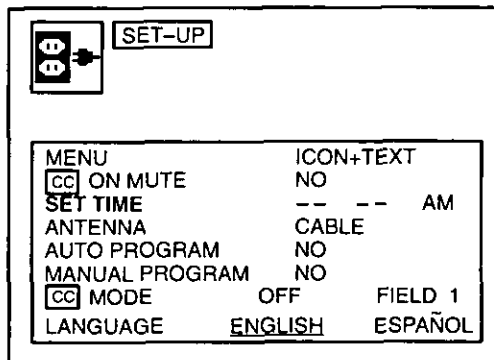 SET-UP
MENU ICON+TEXT
CC ON MUTE NO
SET TIME -- -- AM
ANTENNA CABLE
AUTO PROGRAM NO
MANUAL PROGRAM NO
CC MODE OFF FIELD 1
LANGUAGE ENGLISH ESPAÑOL